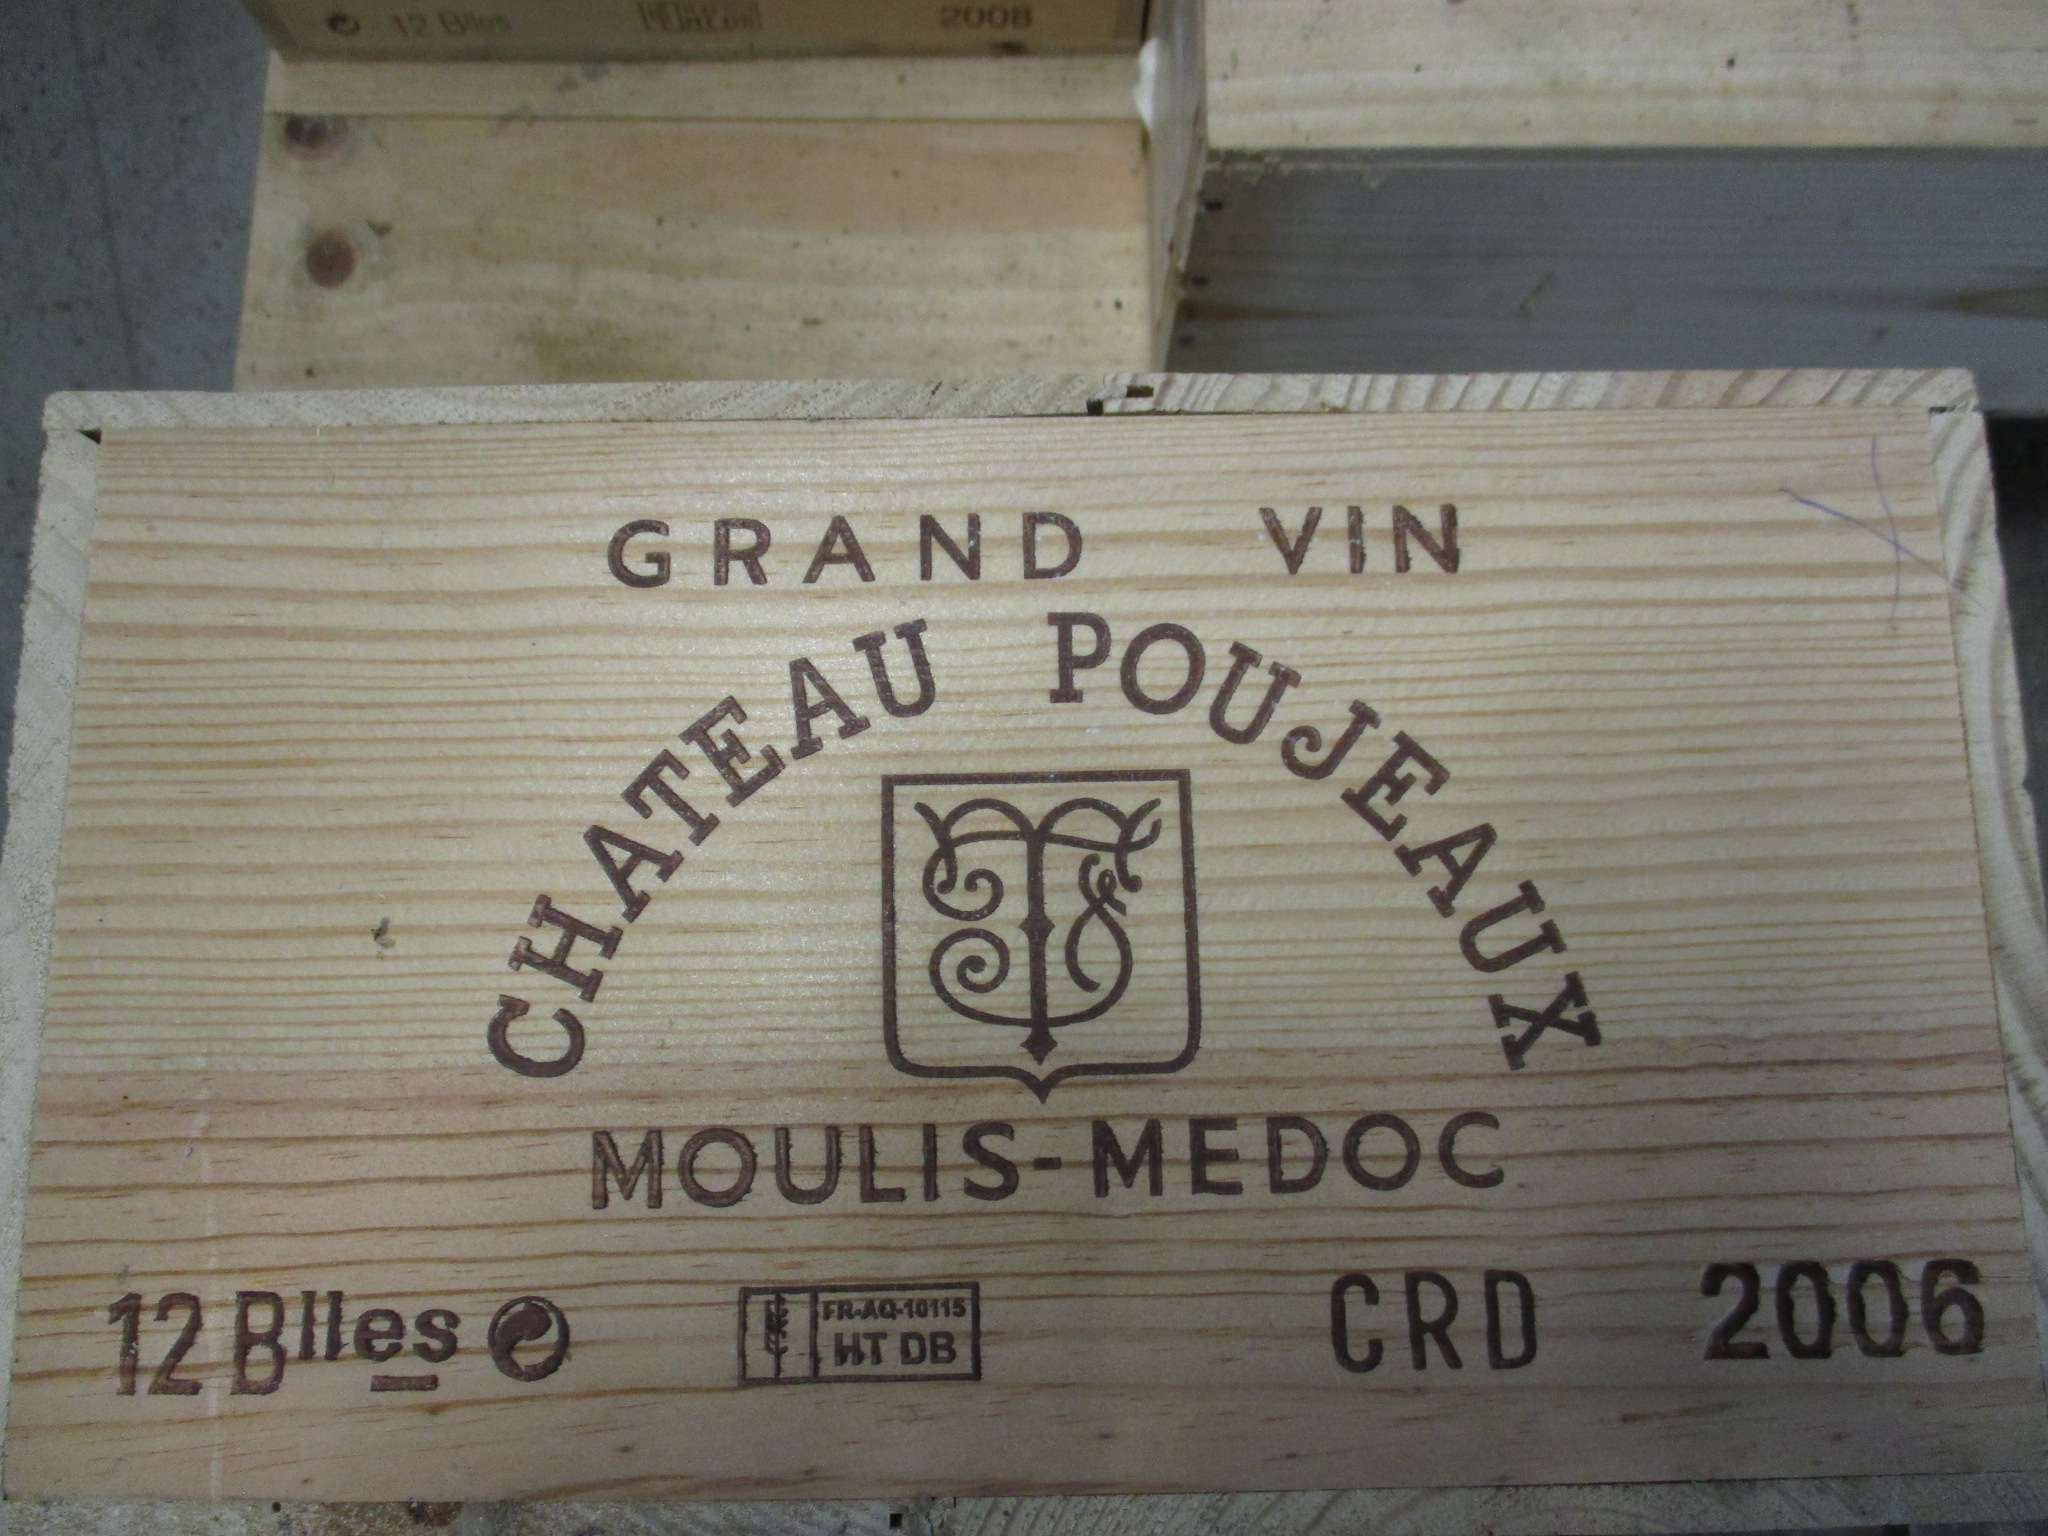 12 Blles 2008
GRAND VIN
CHATEAU POUJEAUX
MOULIS-MEDOC
12 Blles
FR-AQ-10115
HT DB
CRD 2006